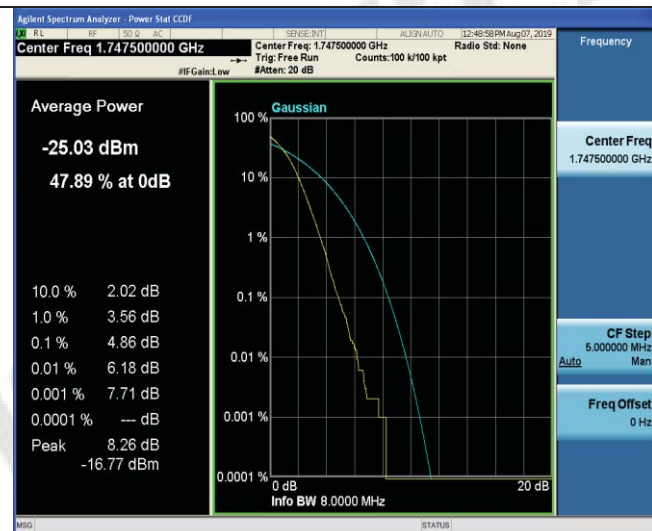 Agilent Spectrum Analyzer - Power Stat CCDF
RL RF 50 Ω AC SENSE:INT ALIGN AUTO 12:48:58 PM Aug 07, 2019
Center Freq 1.747500000 GHz
Center Freq: 1.747500000 GHz Radio Std: None
Trig: Free Run Counts:100 k/100 kpt
#IFGain:Low #Atten: 20 dB
Frequency
Average Power
-25.03 dBm
47.89 % at 0dB
10.0 % 2.02 dB
1.0 % 3.56 dB
0.1 % 4.86 dB
0.01 % 6.18 dB
0.001 % 7.71 dB
0.0001 % --- dB
Peak 8.26 dB
-16.77 dBm
Gaussian
100 %
10 %
1 %
0.1 %
0.01 %
0.001 %
0.0001 %
0 dB 20 dB
Info BW 8.0000 MHz
Center Freq
1.747500000 GHz
CF Step
5.000000 MHz
Auto Man
Freq Offset
0 Hz
MSG STATUS